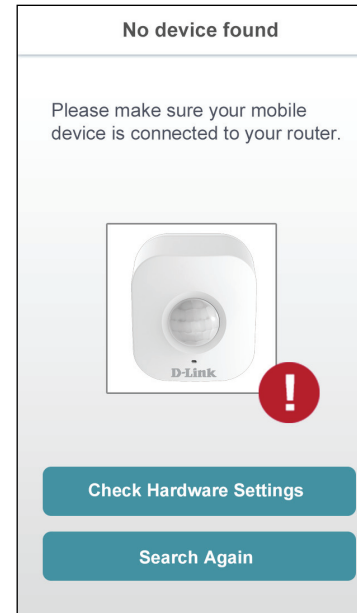 No device found
Please make sure your mobile
device is connected to your router.
D-Link
!
Check Hardware Settings
Search Again